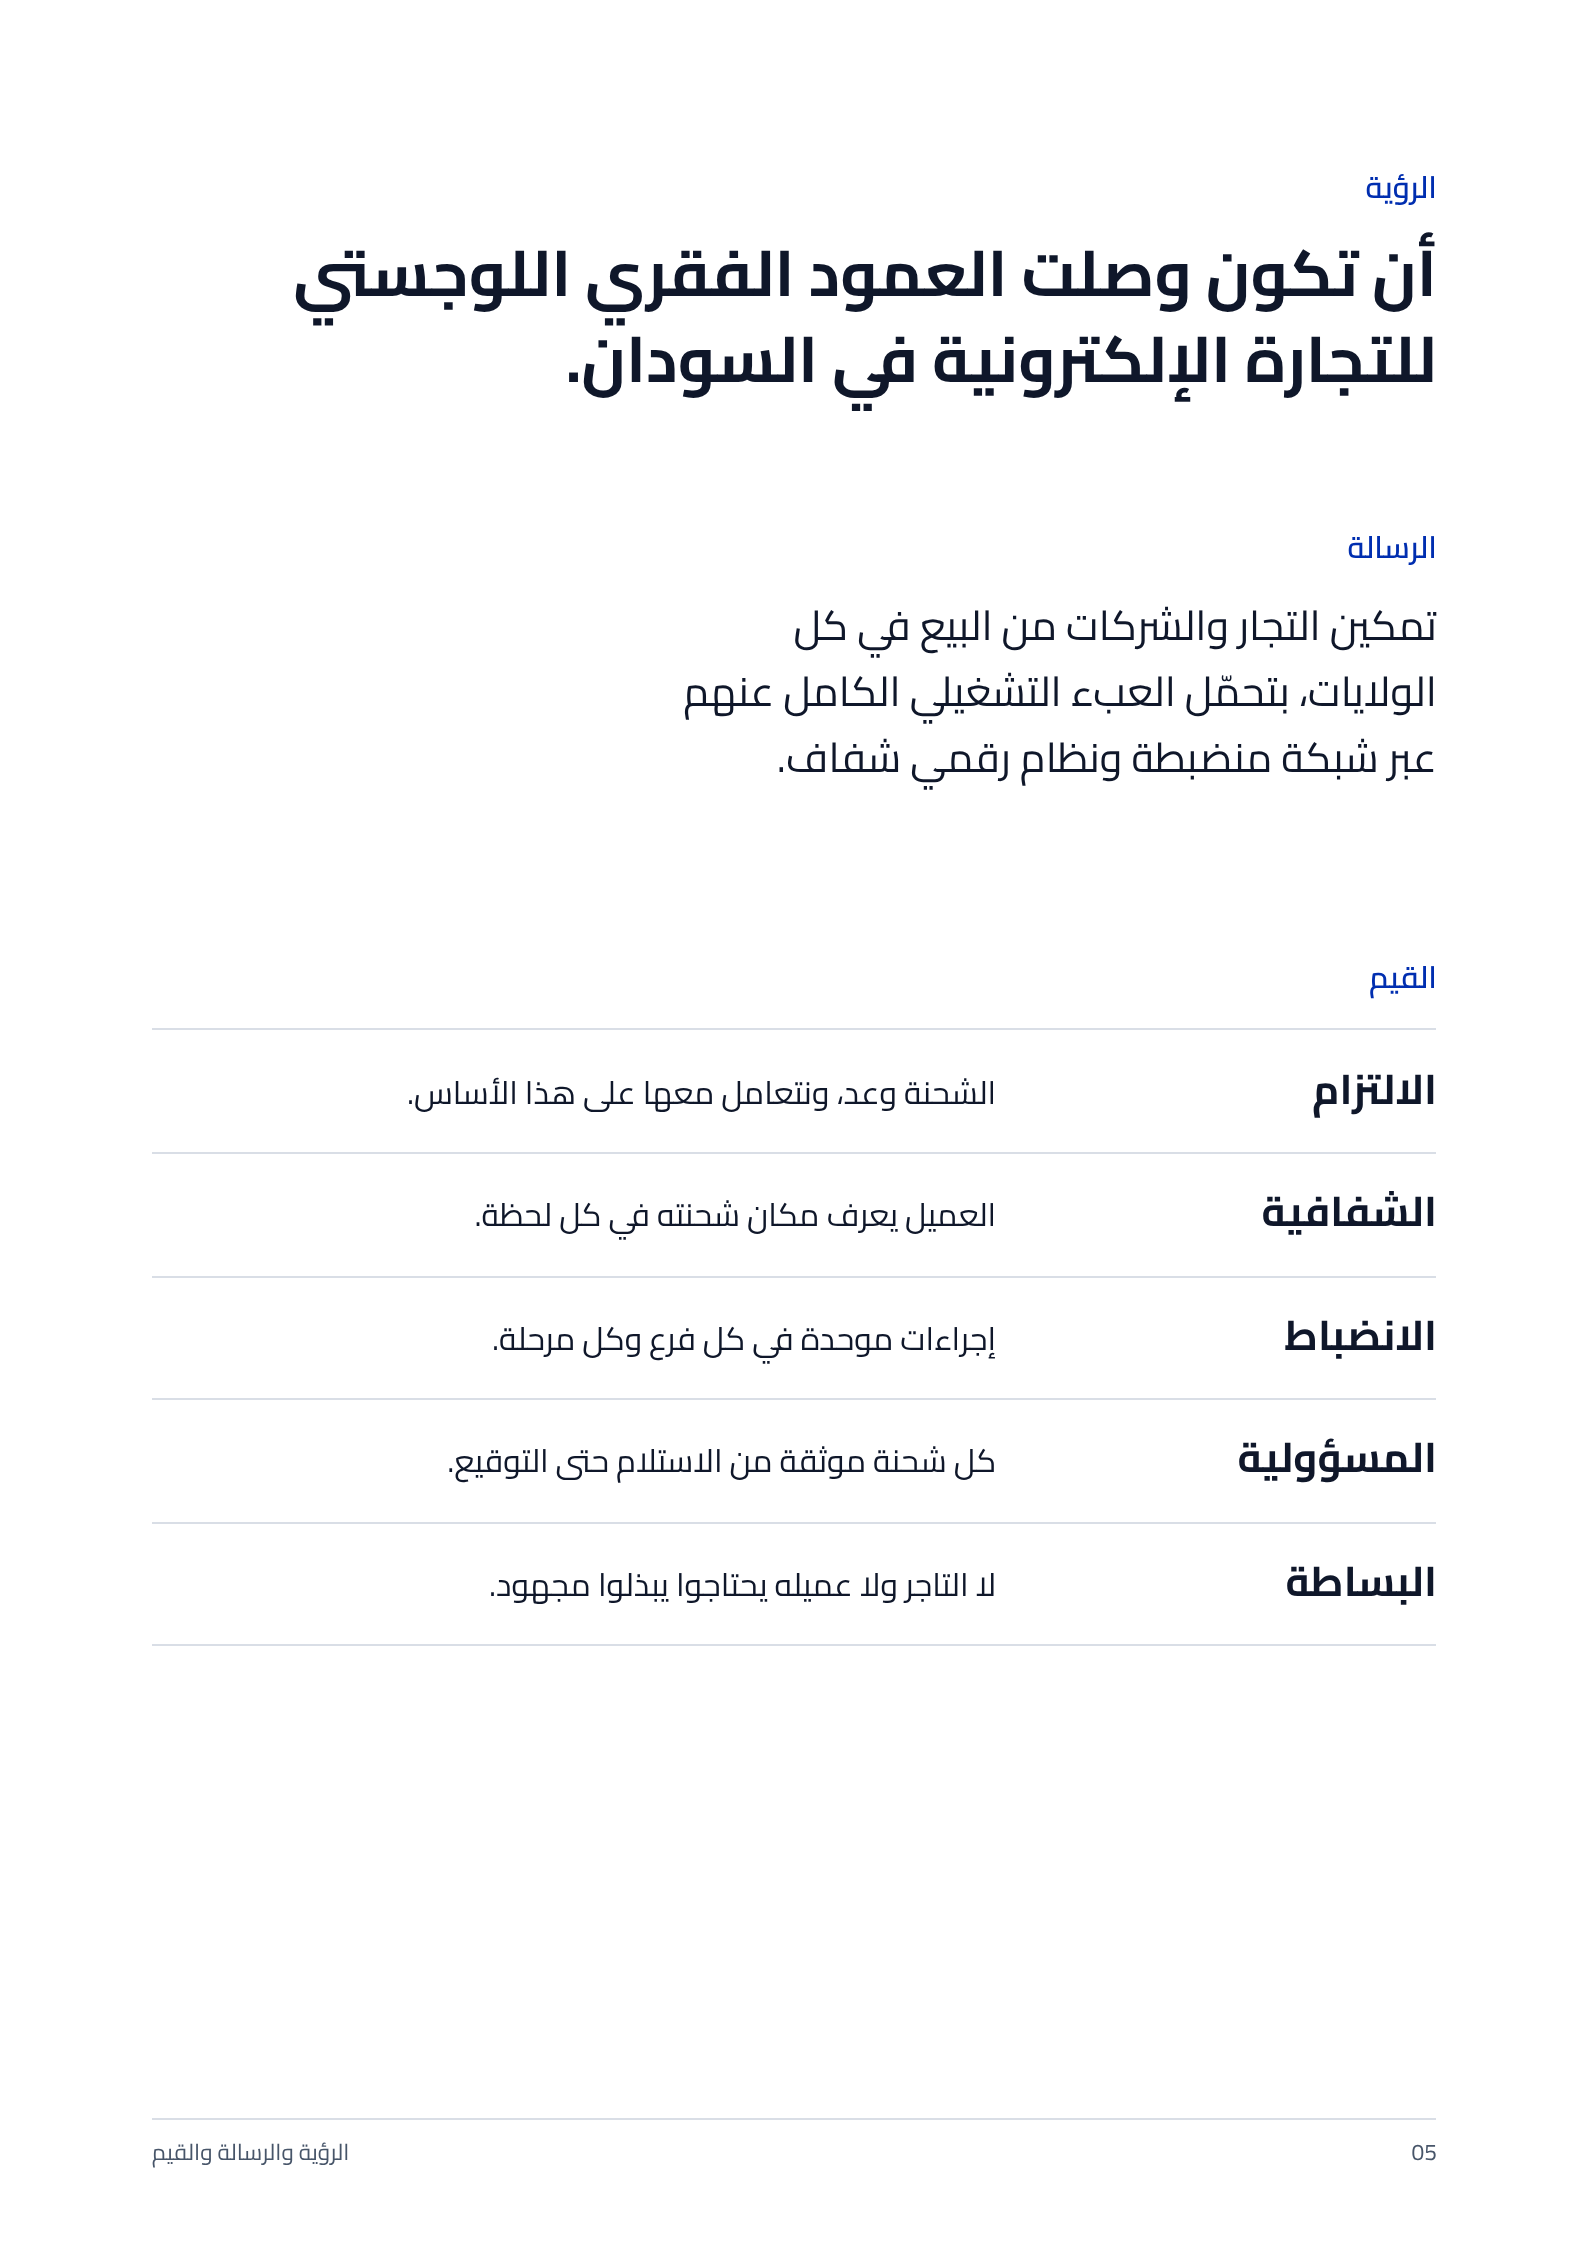 الرؤية
أن تكون وصلت العمود الفقري اللوجستي
للتجارة الإلكترونية في السودان.
الرسالة
تمكين التجار والشركات من البيع في كل
الولايات، بتحمّل العبء التشغيلي الكامل عنهم
عبر شبكة منضبطة ونظام رقمي شفاف.
القيم
الالتزام الشحنة وعد، ونتعامل معها على هذا الأساس.
الشفافية العميل يعرف مكان شحنته في كل لحظة.
الانضباط إجراءات موحدة في كل فرع وكل مرحلة.
المسؤولية كل شحنة موثقة من الاستلام حتى التوقيع.
البساطة لا التاجر ولا عميله يحتاجوا يبذلوا مجهود.
05 الرؤية والرسالة والقيم